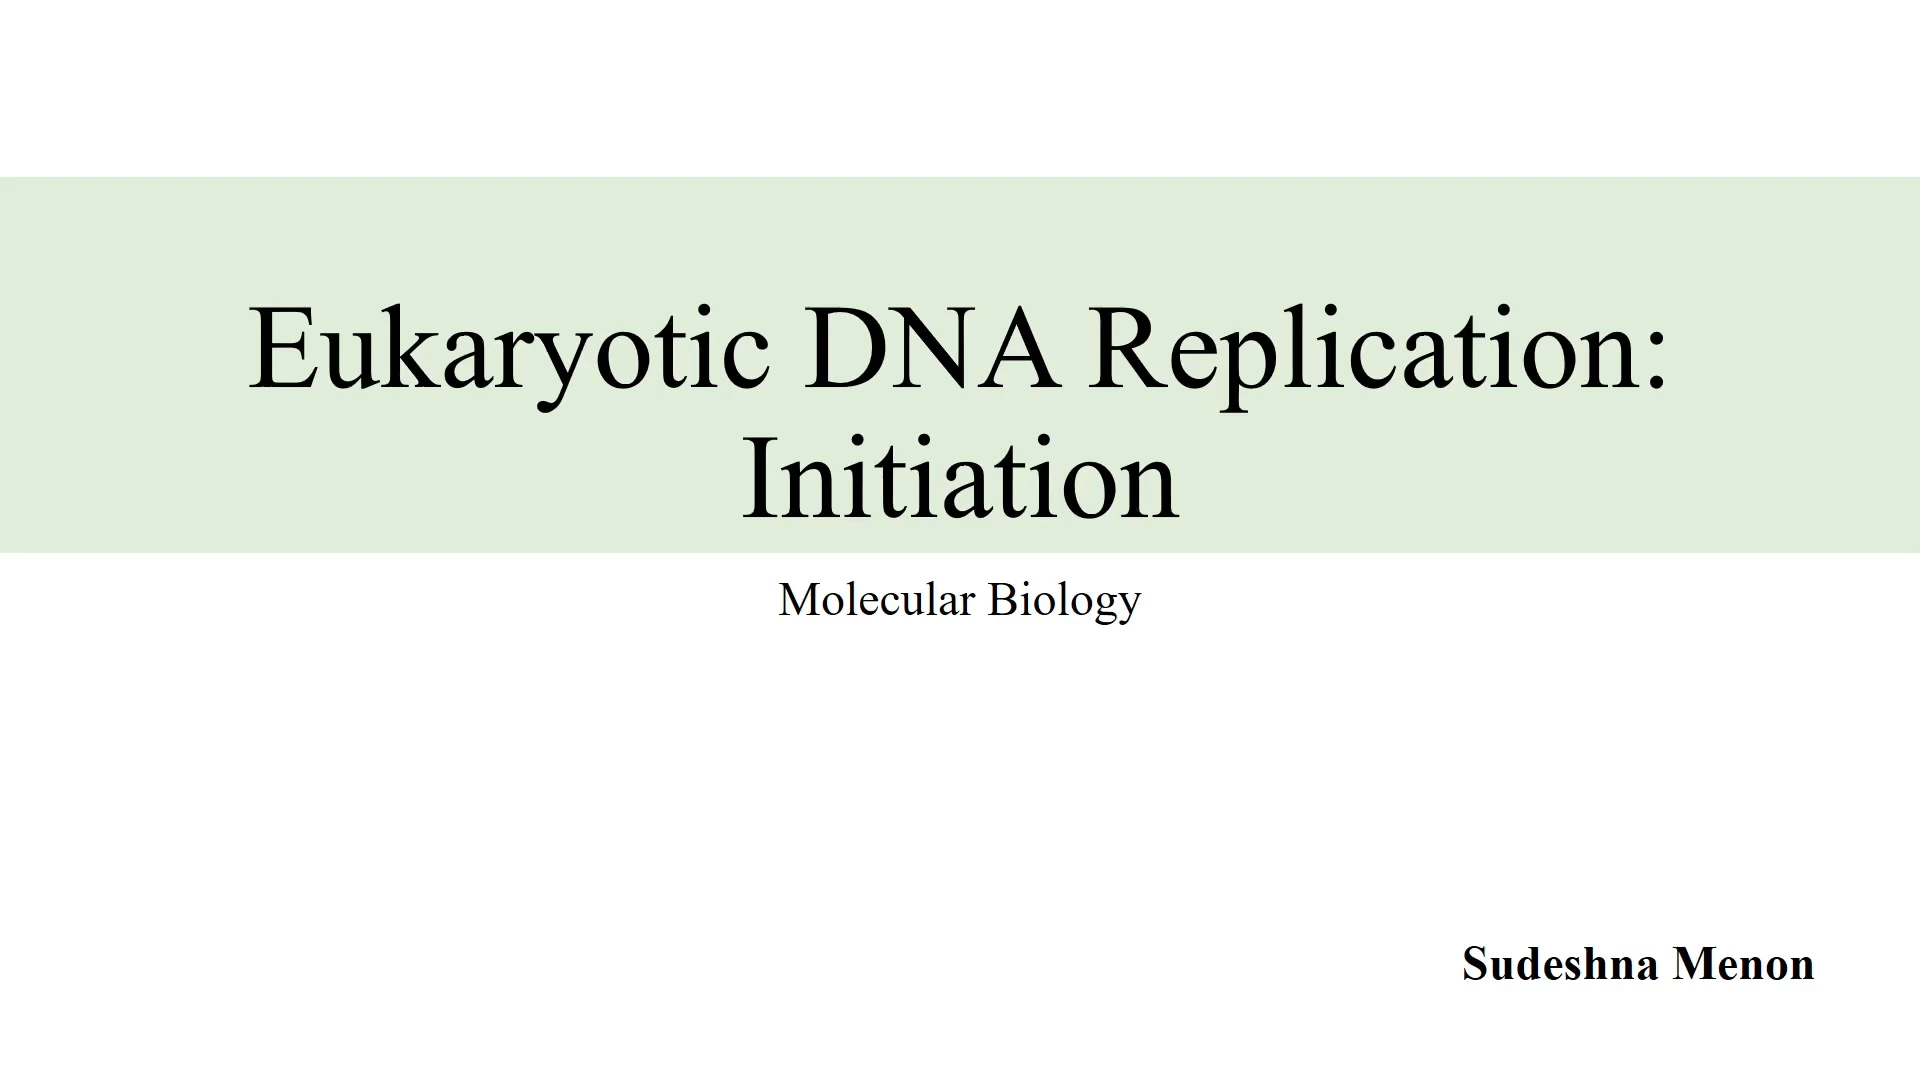 Eukaryotic DNA Replication:
Initiation
Molecular Biology
Sudeshna Menon